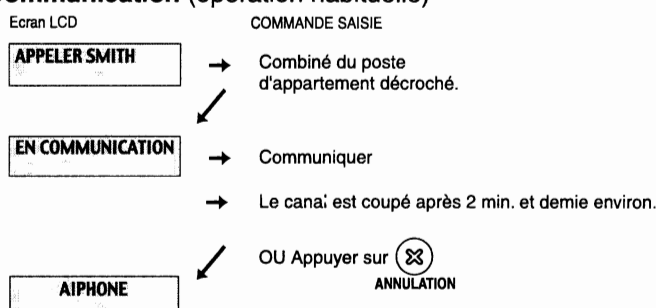 ommunication (opération habituelle)
Ecran LCD COMMANDE SAISIE
APPELER SMITH → Combiné du poste
d'appartement décroché.
EN COMMUNICATION → Communiquer
→ Le canal est coupé après 2 min. et demie environ.
OU Appuyer sur
ANNULATION
AIPHONE